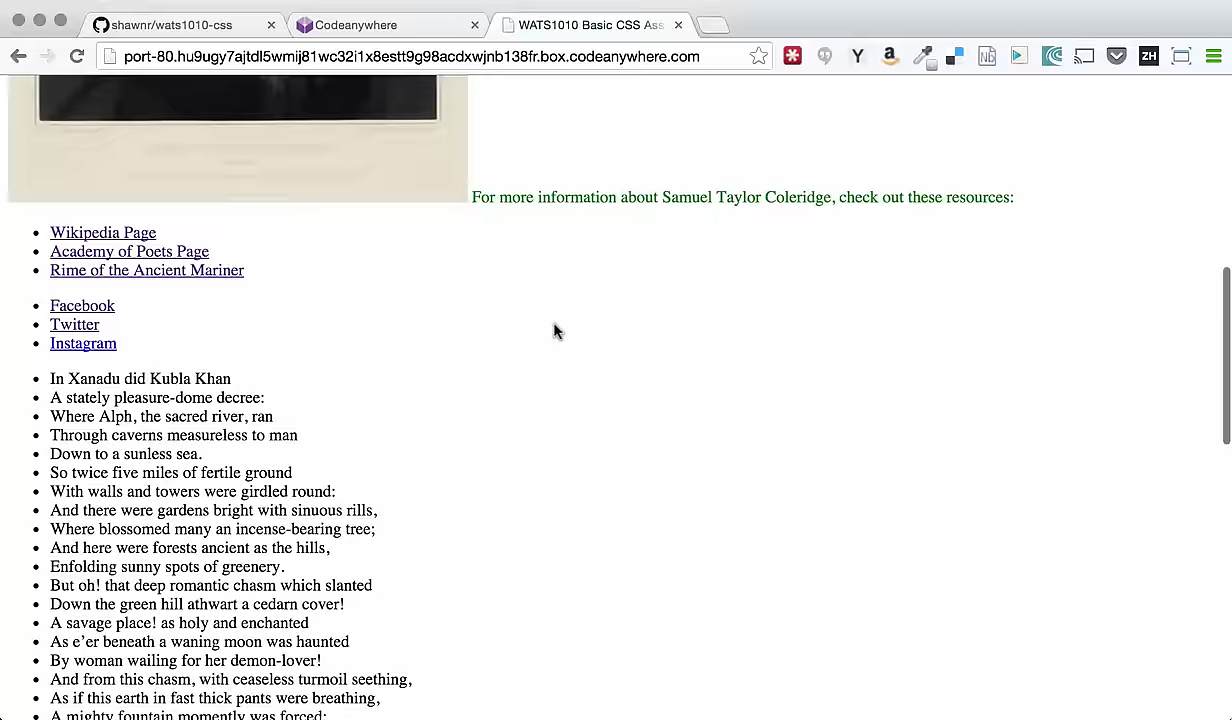 shawnr/wats1010-css
Codeanywhere
WATS1010 Basic CSS Ass
port-80.hu9ugy7ajtdl5wmij81wc32i1x8estt9g98acdxwjnb138fr.box.codeanywhere.com
For more information about Samuel Taylor Coleridge, check out these resources:
Wikipedia Page
Academy of Poets Page
Rime of the Ancient Mariner
Facebook
Twitter
Instagram
In Xanadu did Kubla Khan
A stately pleasure-dome decree:
Where Alph, the sacred river, ran
Through caverns measureless to man
Down to a sunless sea.
So twice five miles of fertile ground
With walls and towers were girdled round:
And there were gardens bright with sinuous rills,
Where blossomed many an incense-bearing tree;
And here were forests ancient as the hills,
Enfolding sunny spots of greenery.
But oh! that deep romantic chasm which slanted
Down the green hill athwart a cedarn cover!
A savage place! as holy and enchanted
As e’er beneath a waning moon was haunted
By woman wailing for her demon-lover!
And from this chasm, with ceaseless turmoil seething,
As if this earth in fast thick pants were breathing,
A mighty fountain momently was forced: